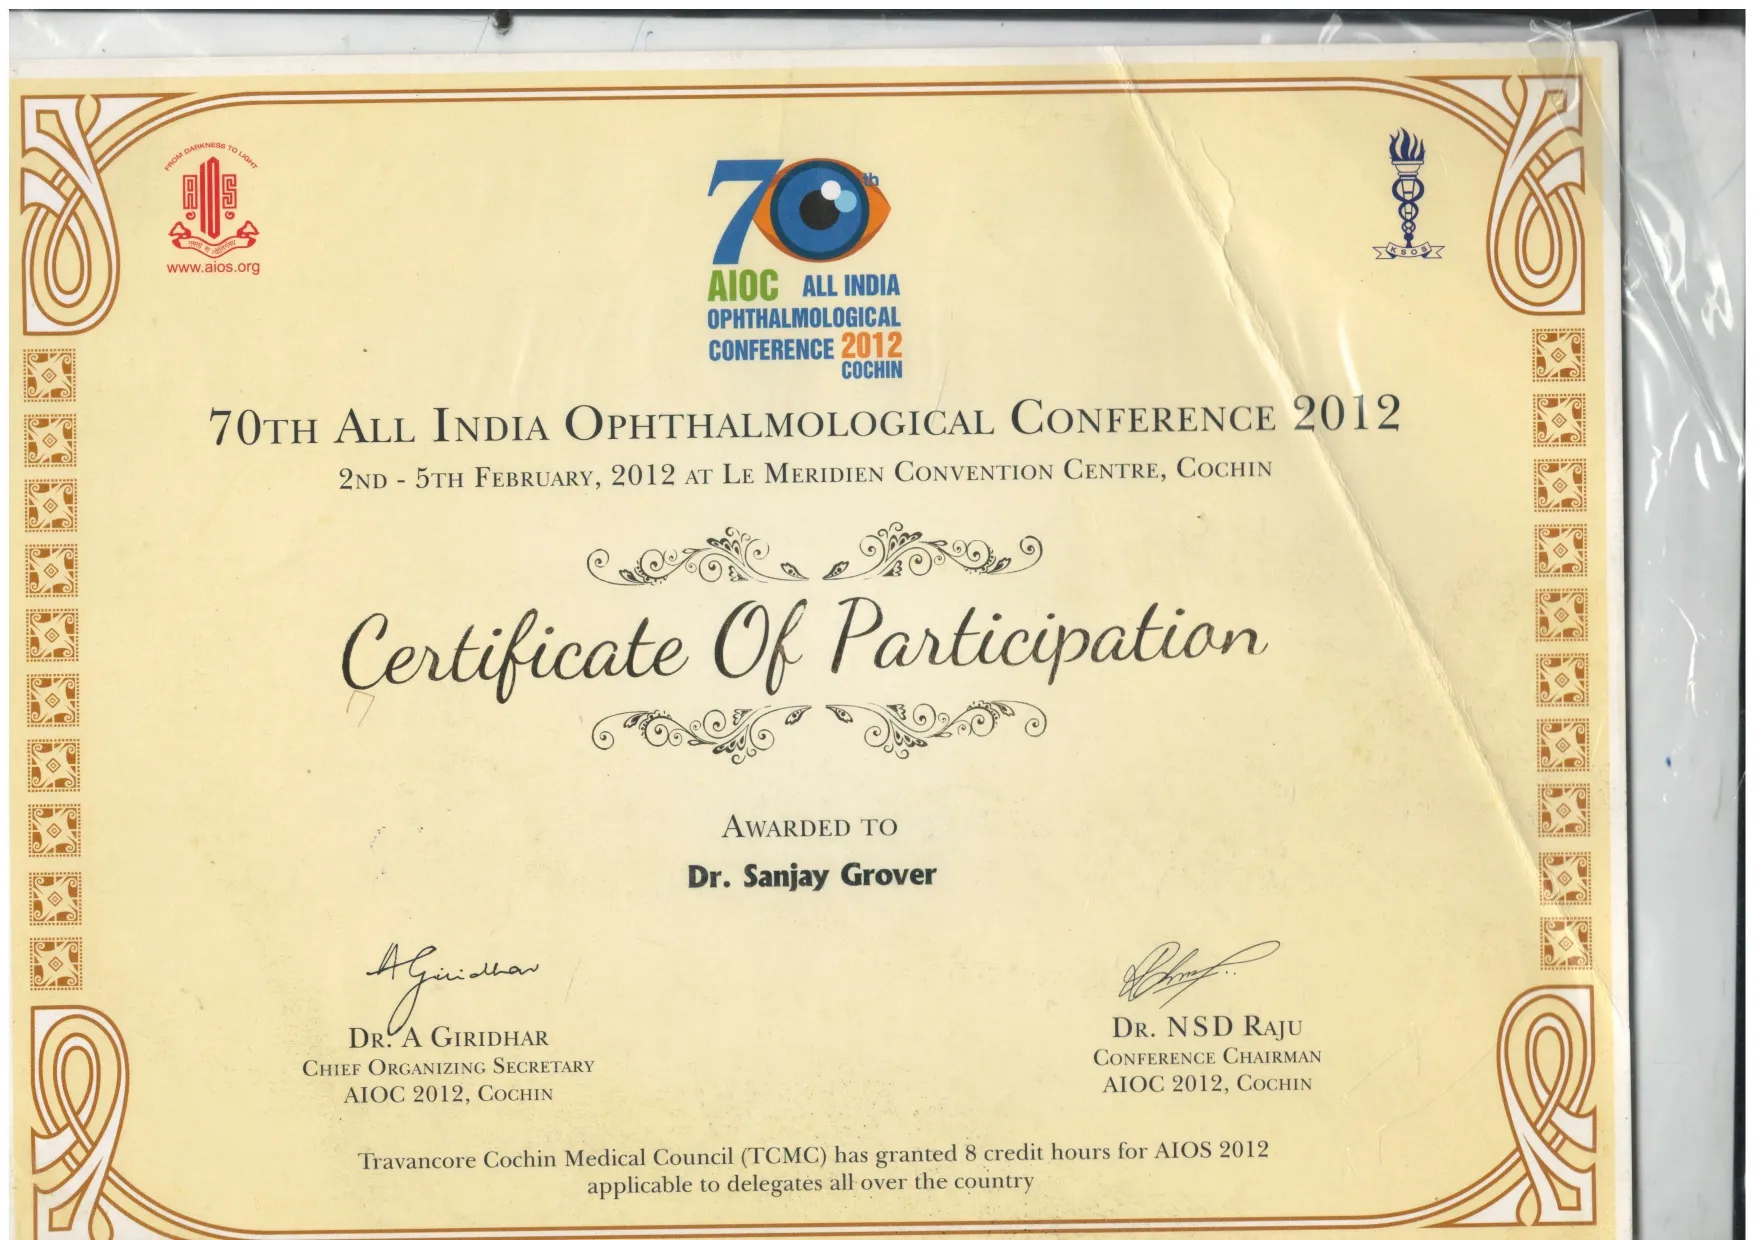 FROM DARKNESS TO LIGHT
AIOS
www.aios.org
70th
AIOC ALL INDIA
OPHTHALMOLOGICAL
CONFERENCE 2012
COCHIN
KSOS
70TH ALL INDIA OPHTHALMOLOGICAL CONFERENCE 2012
2ND - 5TH FEBRUARY, 2012 AT LE MERIDIEN CONVENTION CENTRE, COCHIN
Certificate Of Participation
AWARDED TO
Dr. Sanjay Grover
A Giridhar
DR. A GIRIDHAR
CHIEF ORGANIZING SECRETARY
AIOC 2012, COCHIN
DR. NSD RAJU
CONFERENCE CHAIRMAN
AIOC 2012, COCHIN
Travancore Cochin Medical Council (TCMC) has granted 8 credit hours for AIOS 2012
applicable to delegates all over the country